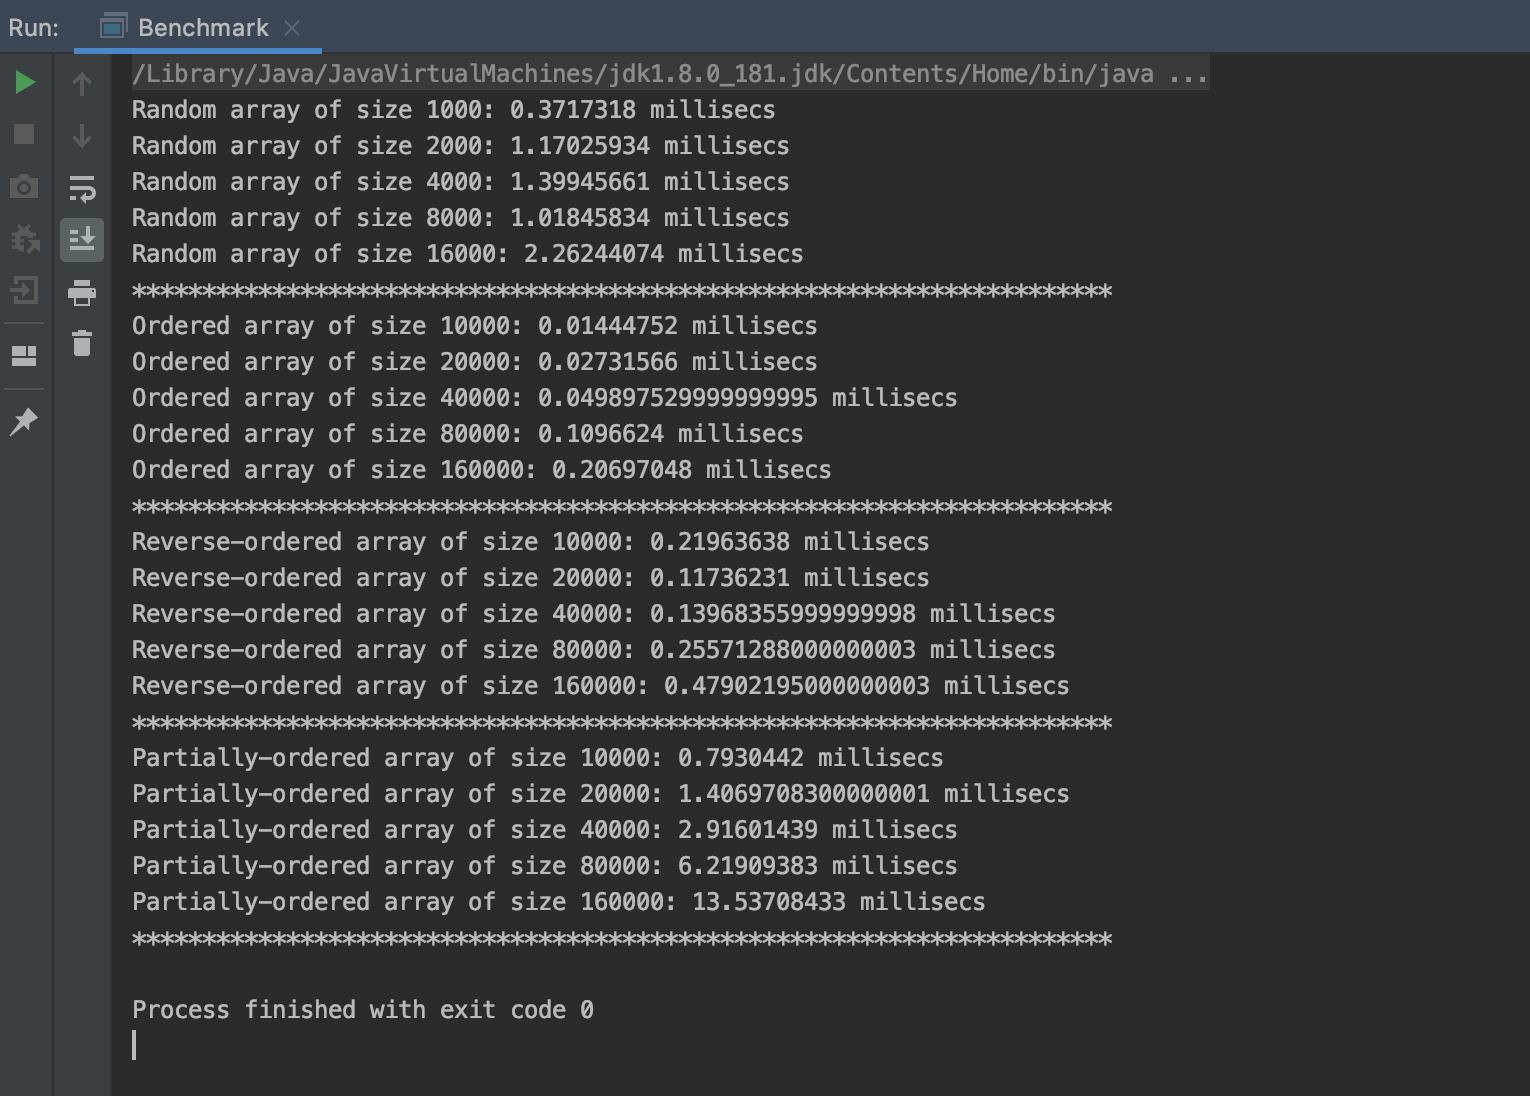 Run: Benchmark
/Library/Java/JavaVirtualMachines/jdk1.8.0_181.jdk/Contents/Home/bin/java ...
Random array of size 1000: 0.3717318 millisecs
Random array of size 2000: 1.17025934 millisecs
Random array of size 4000: 1.39945661 millisecs
Random array of size 8000: 1.01845834 millisecs
Random array of size 16000: 2.26244074 millisecs
**********************************************************************
Ordered array of size 10000: 0.01444752 millisecs
Ordered array of size 20000: 0.02731566 millisecs
Ordered array of size 40000: 0.049897529999999995 millisecs
Ordered array of size 80000: 0.1096624 millisecs
Ordered array of size 160000: 0.20697048 millisecs
**********************************************************************
Reverse-ordered array of size 10000: 0.21963638 millisecs
Reverse-ordered array of size 20000: 0.11736231 millisecs
Reverse-ordered array of size 40000: 0.13968355999999998 millisecs
Reverse-ordered array of size 80000: 0.25571288000000003 millisecs
Reverse-ordered array of size 160000: 0.47902195000000003 millisecs
**********************************************************************
Partially-ordered array of size 10000: 0.7930442 millisecs
Partially-ordered array of size 20000: 1.4069708300000001 millisecs
Partially-ordered array of size 40000: 2.91601439 millisecs
Partially-ordered array of size 80000: 6.21909383 millisecs
Partially-ordered array of size 160000: 13.53708433 millisecs
**********************************************************************
Process finished with exit code 0